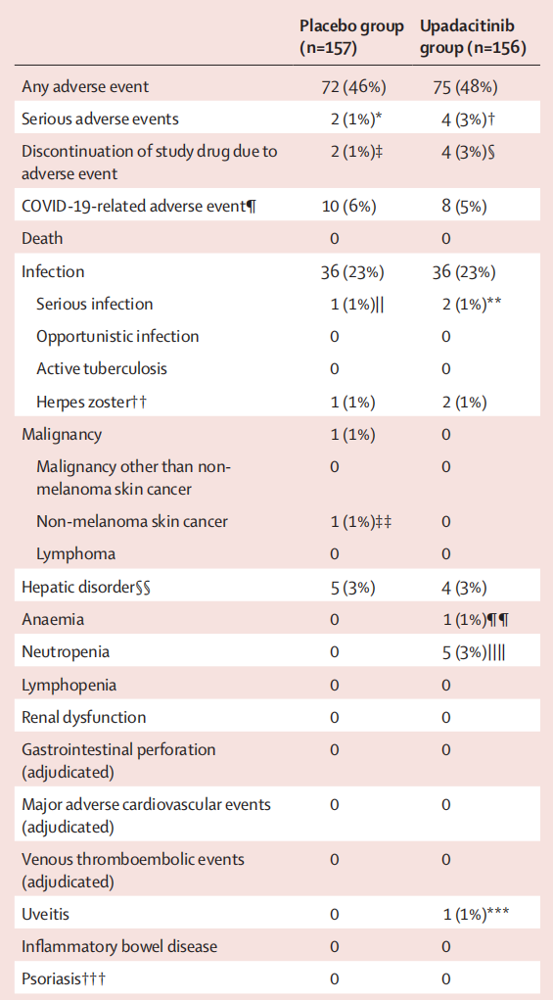 Placebo group (n=157) Upadacitinib group (n=156)
Any adverse event 72 (46%) 75 (48%)
Serious adverse events 2 (1%)* 4 (3%)†
Discontinuation of study drug due to 2 (1%)‡ 4 (3%)§
adverse event
COVID-19-related adverse event¶ 10 (6%) 8 (5%)
Death 0 0
Infection 36 (23%) 36 (23%)
Serious infection 1 (1%)|| 2 (1%)**
Opportunistic infection 0 0
Active tuberculosis 0 0
Herpes zoster†† 1 (1%) 2 (1%)
Malignancy 1 (1%) 0
Malignancy other than non- 0 0
melanoma skin cancer
Non-melanoma skin cancer 1 (1%)‡‡ 0
Lymphoma 0 0
Hepatic disorder§§ 5 (3%) 4 (3%)
Anaemia 0 1 (1%)¶¶
Neutropenia 0 5 (3%)||||
Lymphopenia 0 0
Renal dysfunction 0 0
Gastrointestinal perforation 0 0
(adjudicated)
Major adverse cardiovascular events 0 0
(adjudicated)
Venous thromboembolic events 0 0
(adjudicated)
Uveitis 0 1 (1%)***
Inflammatory bowel disease 0 0
Psoriasis††† 0 0